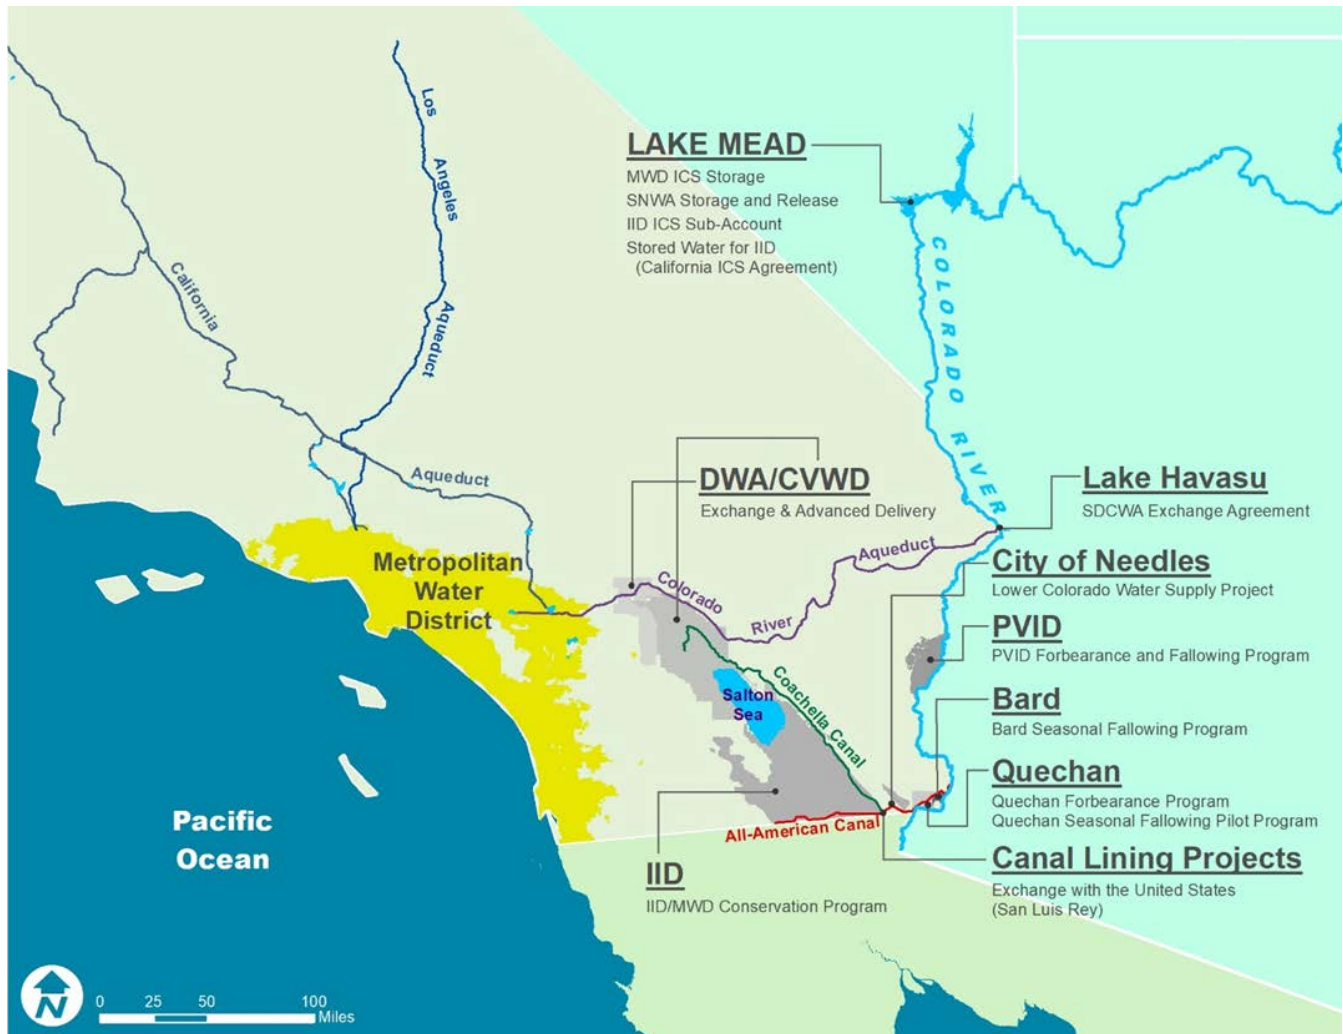 Los
Angeles
Aqueduct
California
Aqueduct
LAKE MEAD
MWD ICS Storage
SNWA Storage and Release
IID ICS Sub-Account
Stored Water for IID
(California ICS Agreement)
COLORADO RIVER
DWA/CVWD
Exchange & Advanced Delivery
Lake Havasu
SDCWA Exchange Agreement
City of Needles
Lower Colorado Water Supply Project
PVID
PVID Forbearance and Fallowing Program
Bard
Bard Seasonal Fallowing Program
Quechan
Quechan Forbearance Program
Quechan Seasonal Fallowing Pilot Program
Canal Lining Projects
Exchange with the United States
(San Luis Rey)
Metropolitan
Water
District
Colorado
River
Aqueduct
Coachella Canal
Salton
Sea
All-American Canal
IID
IID/MWD Conservation Program
Pacific
Ocean
N
0 25 50 100
Miles